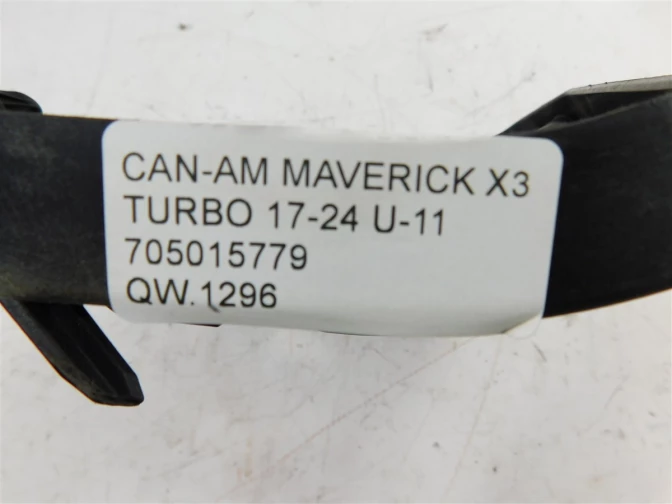 CAN-AM MAVERICK X3
TURBO 17-24 U-11
705015779
QW.1296